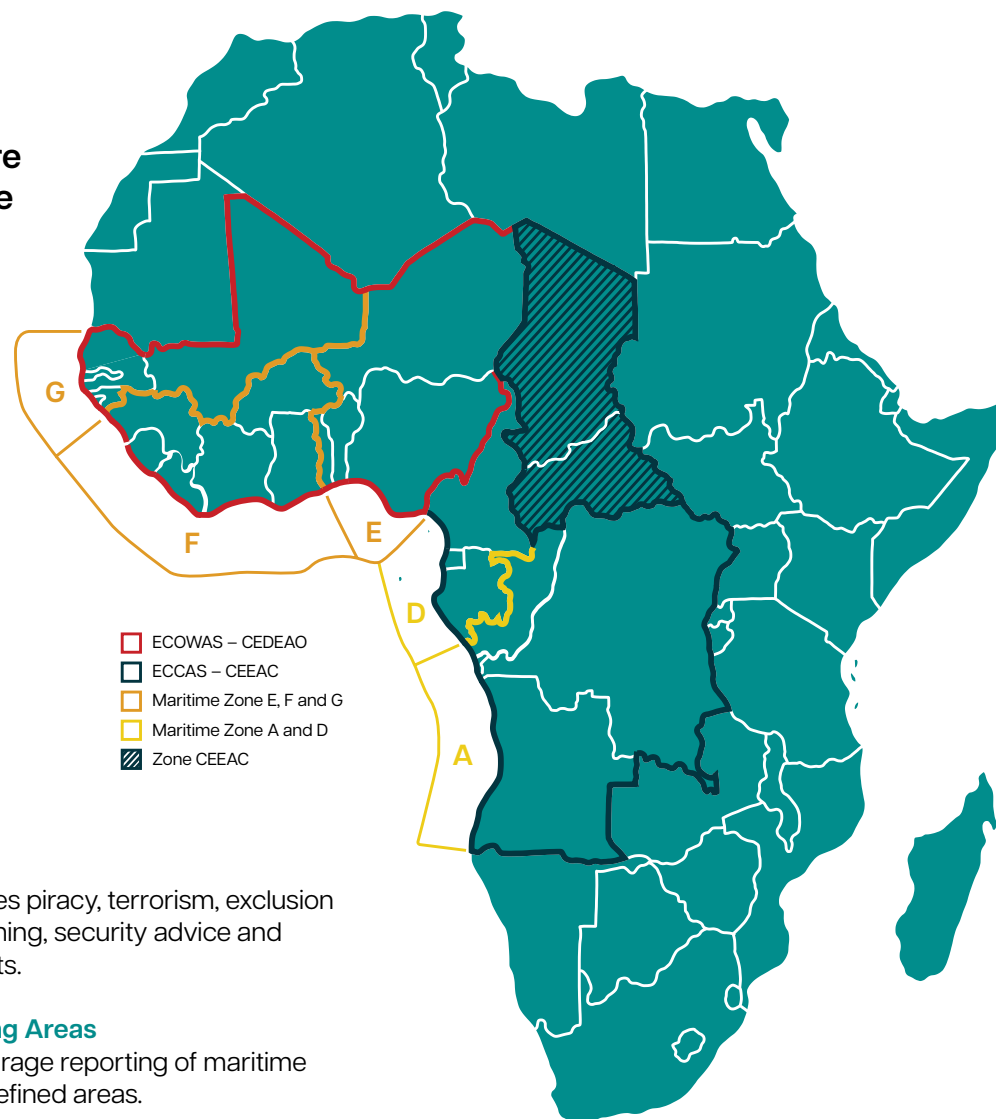 re
e
G
F
E
D
A
ECOWAS – CEDEAO
ECCAS – CEEAC
Maritime Zone E, F and G
Maritime Zone A and D
Zone CEEAC
es piracy, terrorism, exclusion
ning, security advice and
ts.
g Areas
rage reporting of maritime
efined areas.